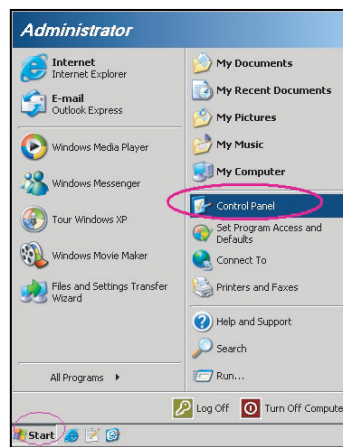 Administrator
Internet
Internet Explorer
E-mail
Outlook Express
Windows Media Player
Windows Messenger
Tour Windows XP
Windows Movie Maker
Files and Settings Transfer
Wizard
All Programs
My Documents
My Recent Documents
My Pictures
My Music
My Computer
Control Panel
Set Program Access and
Defaults
Connect To
Printers and Faxes
Help and Support
Search
Run...
Log Off
Turn Off Compute
Start